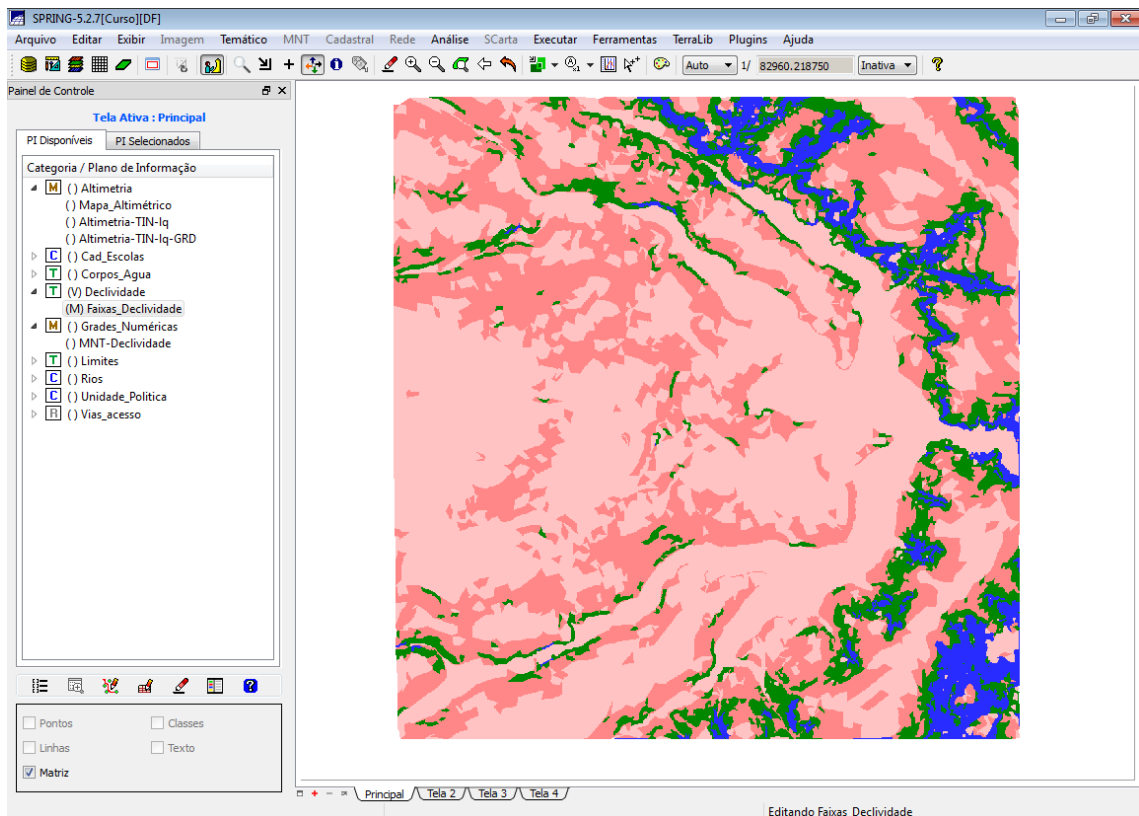 SPRING-5.2.7[Curso][DF]
Arquivo Editar Exibir Imagem Temático MNT Cadastral Rede Análise SCarta Executar Ferramentas TerraLib Plugins Ajuda
Auto 1/ 82960.218750 Inativa
Painel de Controle
Tela Ativa : Principal
PI Disponíveis PI Selecionados
Categoria / Plano de Informação
M ( ) Altimetria
( ) Mapa_Altimétrico
( ) Altimetria-TIN-lq
( ) Altimetria-TIN-lq-GRD
C ( ) Cad_Escolas
T ( ) Corpos_Agua
T (V) Declividade
(M) Faixas_Declividade
M ( ) Grades_Numéricas
( ) MNT-Declividade
T ( ) Limites
C ( ) Rios
C ( ) Unidade_Politica
R ( ) Vias_acesso
Pontos Classes
Linhas Texto
Matriz
Principal Tela 2 Tela 3 Tela 4
Editando Faixas_Declividade